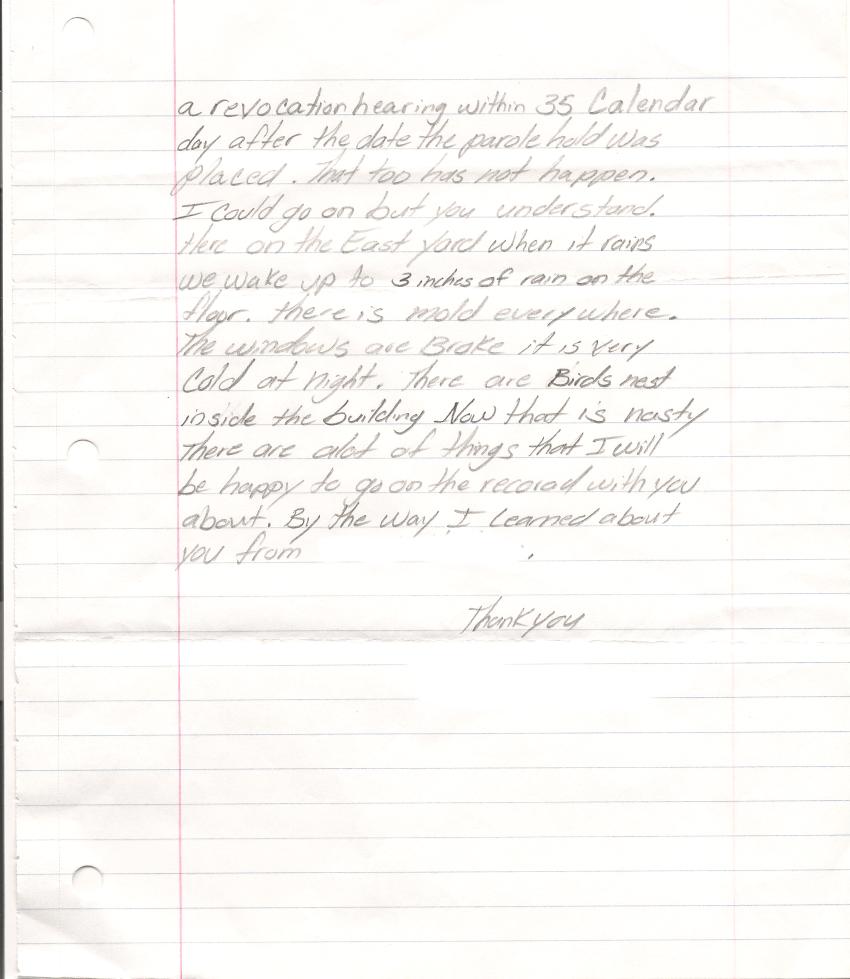 a revocation hearing within 35 Calendar
day after the date the parole hold was
placed. That too has not happen.
I could go on but you understand.
Here on the East Yard when it rains
we wake up to 3 inches of rain on the
floor. there is mold everywhere.
The windows are Broke it is very
Cold at night. There are Birds nest
inside the building Now that is nasty
There are alot of things that I will
be happy to go on the recorad with you
about. By the way I Learned about
you from .
Thank you